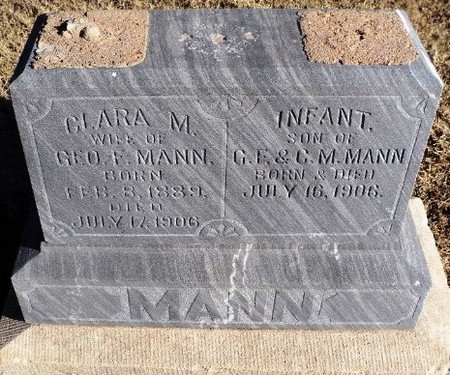 CLARA M.
WIFE OF
GEO. F. MANN.
BORN
FEB. 8, 1889.
DIED
JULY 17, 1906
INFANT.
SON OF
G. F. & C. M. MANN
BORN & DIED
JULY 16, 1906.
MANN